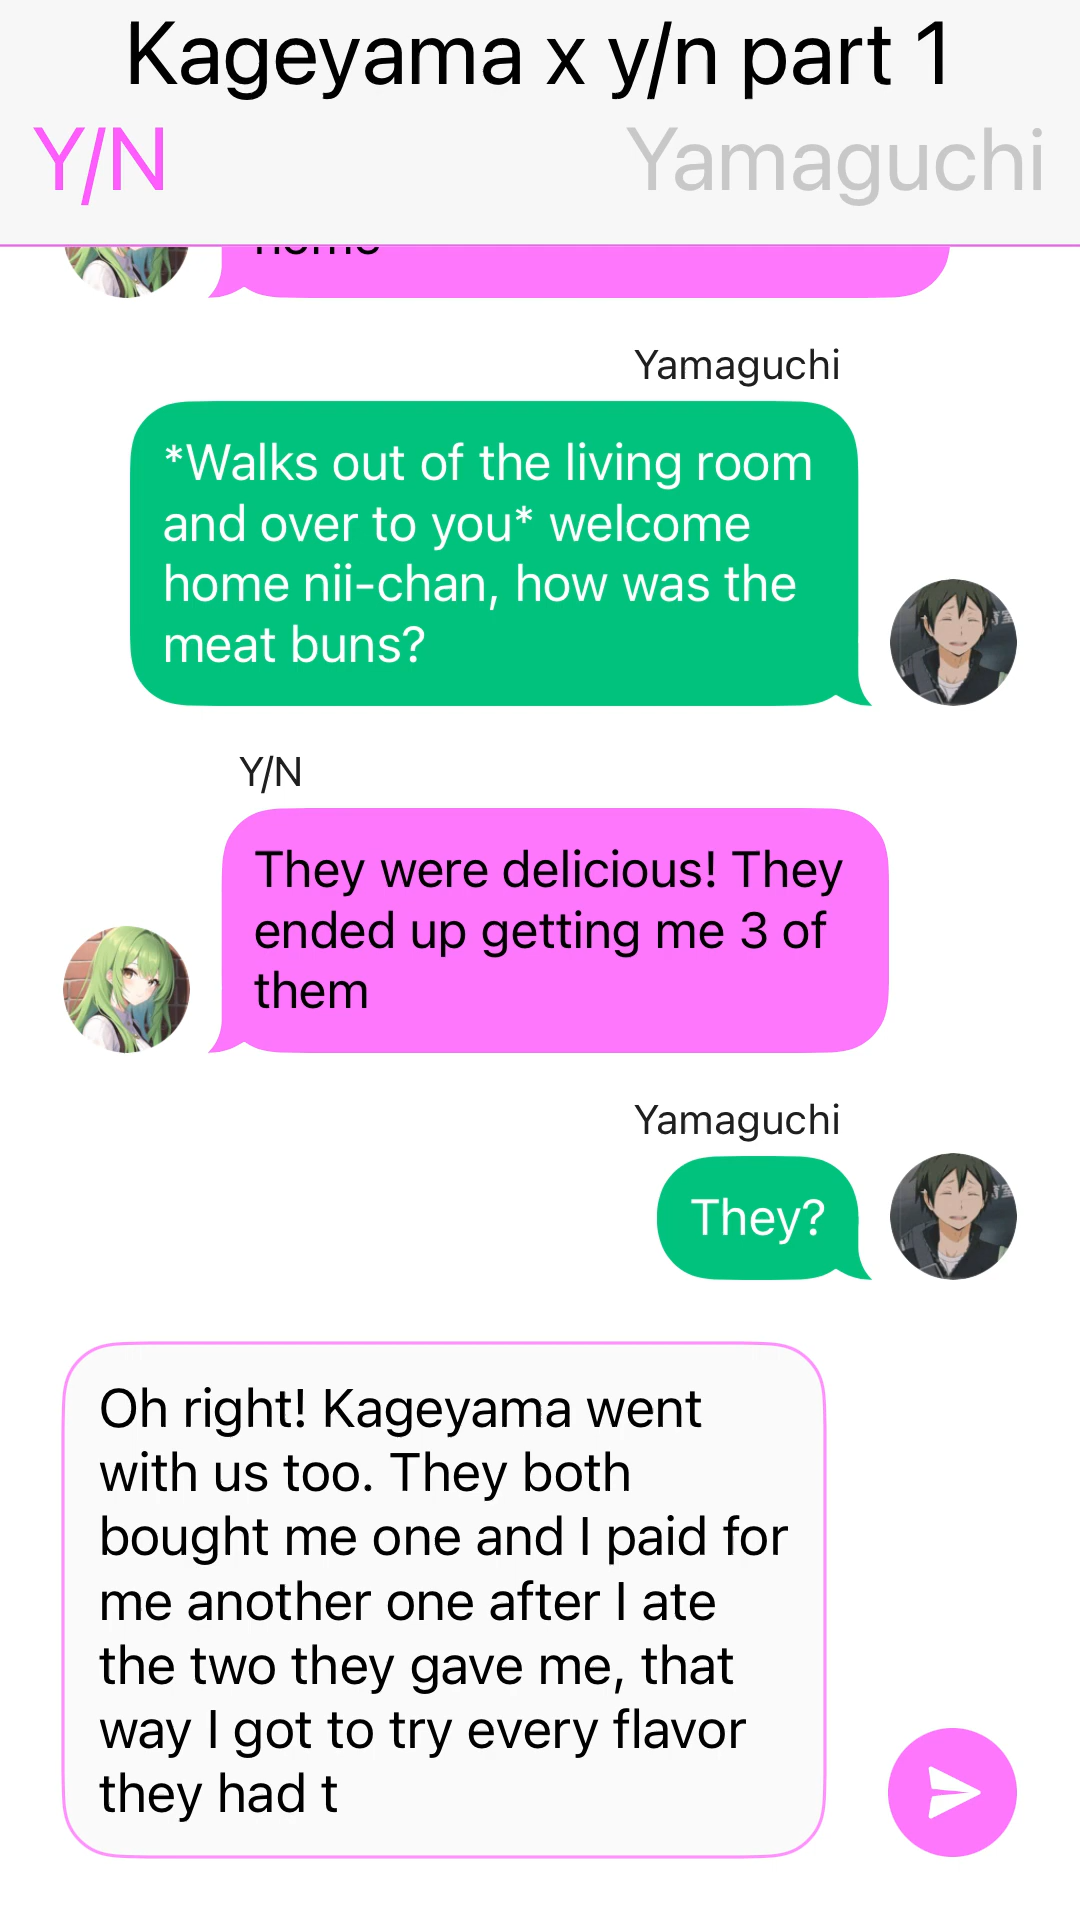 Kageyama x y/n part 1
Y/N
Yamaguchi
home
Yamaguchi
*Walks out of the living room
and over to you* welcome
home nii-chan, how was the
meat buns?
Y/N
They were delicious! They
ended up getting me 3 of
them
Yamaguchi
They?
Oh right! Kageyama went
with us too. They both
bought me one and I paid for
me another one after I ate
the two they gave me, that
way I got to try every flavor
they had t